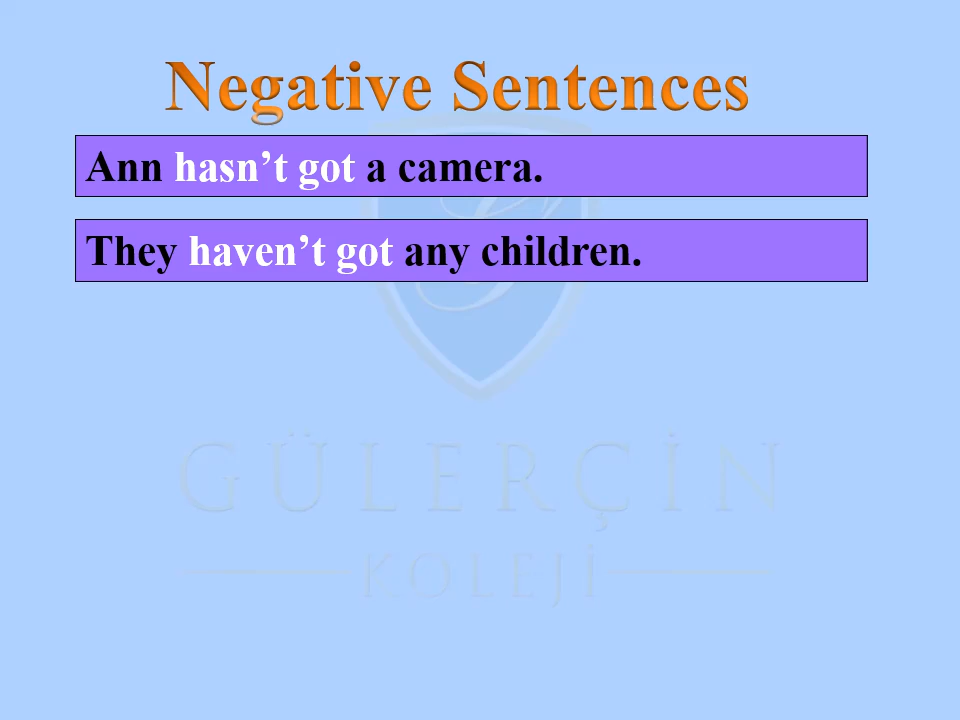 Negative Sentences
Ann hasn’t got a camera.
They haven’t got any children.
GÜLERÇİN
KOLEJİ